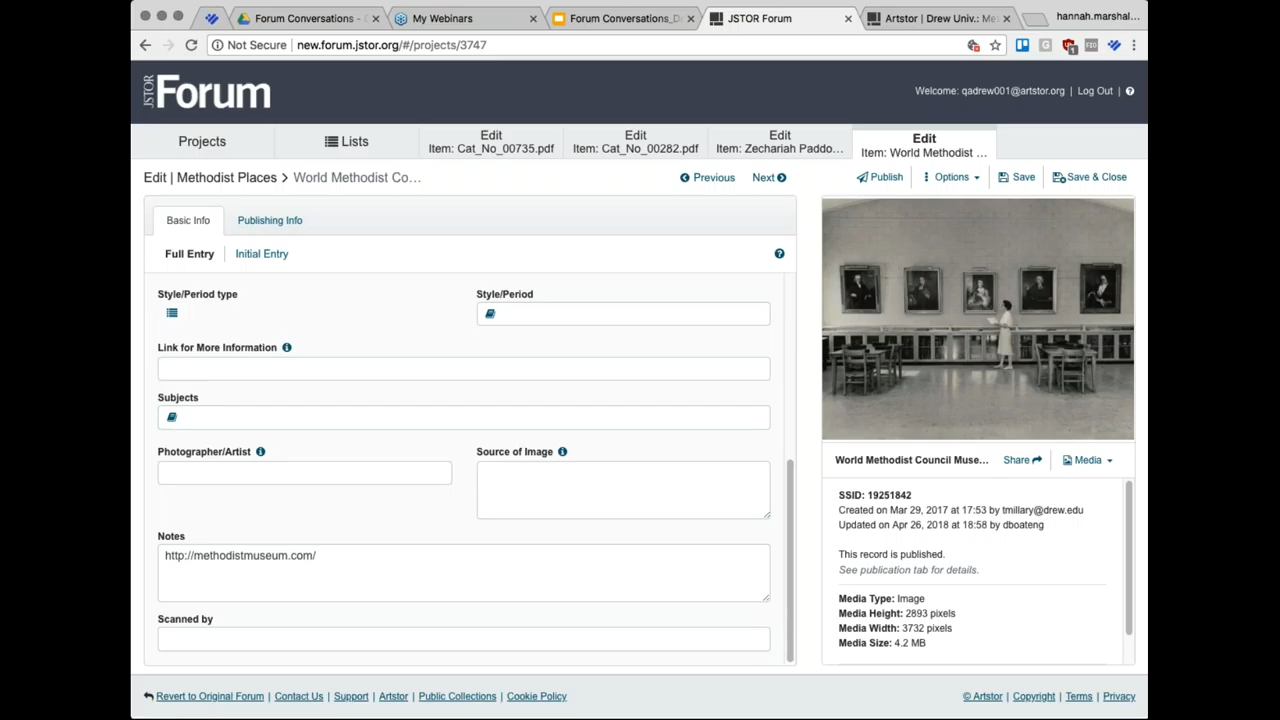 Forum Conversations -
My Webinars
Forum Conversations_D
JSTOR Forum
Artstor | Drew Univ.: Me
hannah.marshal...
Not Secure | new.forum.jstor.org/#/projects/3747
JSTOR Forum
Welcome: qadrew001@artstor.org | Log Out |
Projects
Lists
Edit
Item: Cat_No_00735.pdf
Edit
Item: Cat_No_00282.pdf
Edit
Item: Zechariah Paddo...
Edit
Item: World Methodist ...
Edit | Methodist Places > World Methodist Co...
Previous
Next
Publish
Options
Save
Save & Close
Basic Info
Publishing Info
Full Entry
Initial Entry
Style/Period type
Style/Period
Link for More Information
Subjects
Photographer/Artist
Source of Image
Notes
http://methodistmuseum.com/
Scanned by
World Methodist Council Muse...
Share
Media
SSID: 19251842
Created on Mar 29, 2017 at 17:53 by tmillary@drew.edu
Updated on Apr 26, 2018 at 18:58 by dboateng
This record is published.
See publication tab for details.
Media Type: Image
Media Height: 2893 pixels
Media Width: 3732 pixels
Media Size: 4.2 MB
Revert to Original Forum | Contact Us | Support | Artstor | Public Collections | Cookie Policy
© Artstor | Copyright | Terms | Privacy